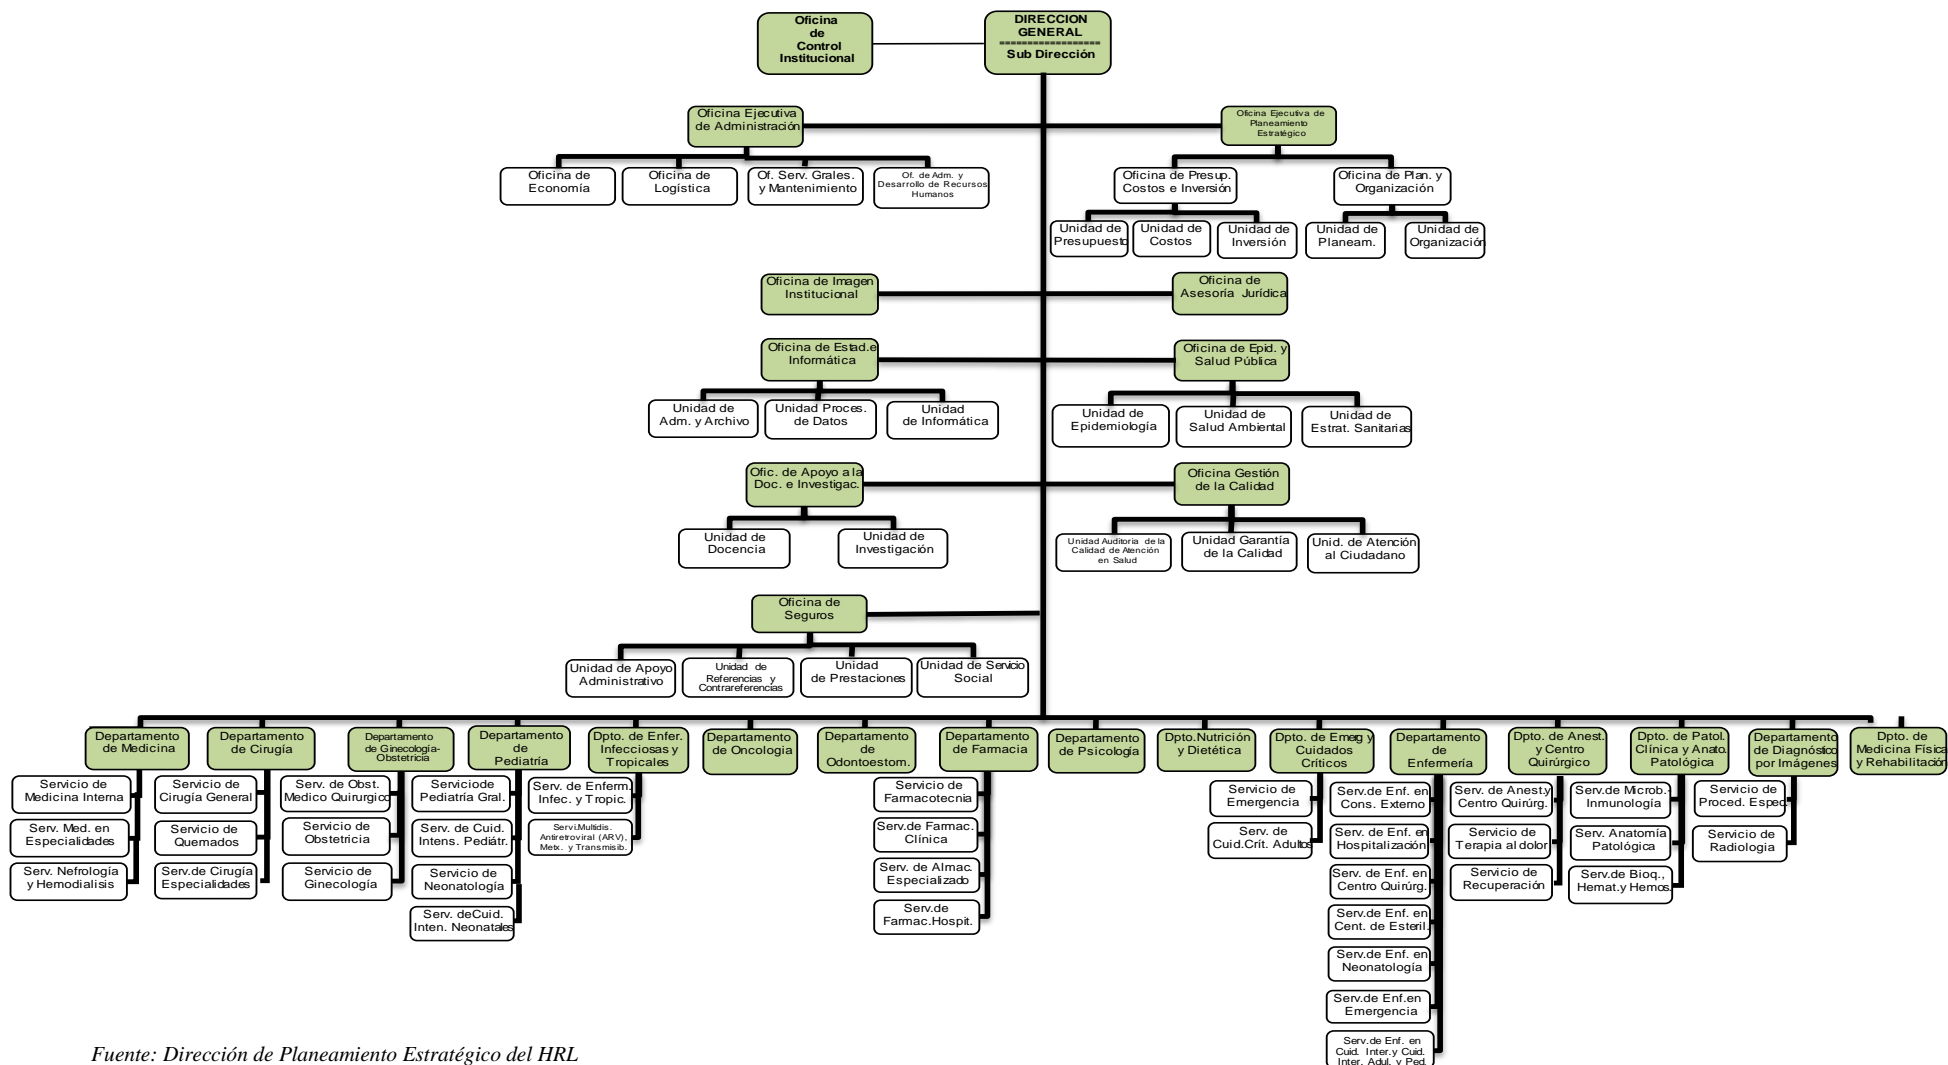 Oficina
de
Control
Institucional
DIRECCION
GENERAL
==================
Sub Dirección
Oficina Ejecutiva
de Administración
Oficina Ejecutiva de
Planeamiento
Estratégico
Oficina de
Economía
Oficina de
Logística
Of. Serv. Grales.
y Mantenimiento
Of. de Adm. y
Desarrollo de Recursos
Humanos
Oficina de Presup.
Costos e Inversión
Oficina de Plan. y
Organización
Unidad de
Presupuesto
Unidad de
Costos
Unidad de
Inversión
Unidad de
Planeam.
Unidad de
Organización
Oficina de Imagen
Institucional
Oficina de
Asesoría Jurídica
Oficina de Estad.e
Informática
Oficina de Epid. y
Salud Pública
Unidad de
Adm. y Archivo
Unidad Proces.
de Datos
Unidad
de Informática
Unidad de
Epidemiología
Unidad de
Salud Ambiental
Unidad de
Estrat. Sanitarias
Ofic. de Apoyo a la
Doc. e Investigac.
Oficina Gestión
de la Calidad
Unidad de
Docencia
Unidad de
Investigación
Unidad Auditoria de la
Calidad de Atención
en Salud
Unidad Garantía
de la Calidad
Unid. de Atención
al Ciudadano
Oficina de
Seguros
Unidad de Apoyo
Administrativo
Unidad de
Referencias y
Contrareferencias
Unidad
de Prestaciones
Unidad de Servicio
Social
Departamento
de Medicina
Departamento
de Cirugía
Departamento
de Ginecología-
Obstetricia
Departamento
de
Pediatría
Dpto. de Enfer.
Infecciosas y
Tropicales
Departamento
de Oncologia
Departamento
de
Odontoestom.
Departamento
de Farmacia
Departamento
de Psicología
Dpto.Nutrición
y Dietética
Dpto. de Emerg y
Cuidados
Críticos
Departamento
de
Enfermería
Dpto. de Anest.
y Centro
Quirúrgico
Dpto. de Patol.
Clínica y Anato.
Patológica
Departamento
de Diagnóstico
por Imágenes
Dpto. de
Medicina Física
y Rehabilitación
Servicio de
Medicina Interna
Serv. Med. en
Especialidades
Serv. Nefrología
y Hemodialisis
Servicio de
Cirugía General
Servicio de
Quemados
Serv.de Cirugía
Especialidades
Serv. de Obst.
Medico Quirurgico
Servicio de
Obstetricia
Servicio de
Ginecología
Serviciode
Pediatría Gral.
Serv. de Cuid.
Intens. Pediátr.
Servicio de
Neonatología
Serv. deCuid.
Inten. Neonatales
Serv. de Enferm.
Infec. y Tropic.
Servi.Multidis.
Antiretroviral (ARV),
Metx. y Transmisib.
Servicio de
Farmacotecnia
Serv.de Farmac.
Clínica
Serv. de Almac.
Especializado
Serv.de
Farmac.Hospit.
Servicio de
Emergencia
Serv. de
Cuid.Crít. Adultos
Serv.de Enf. en
Cons. Externo
Serv. de Enf. en
Hospitalización
Serv. de Enf. en
Centro Quirúrg.
Serv.de Enf. en
Cent. de Esteril.
Serv.de Enf. en
Neonatología
Serv.de Enf.en
Emergencia
Serv.de Enf. en
Cuid. Inter.y Cuid.
Inter. Adul. y Ped.
Serv. de Anest.y
Centro Quirúrg.
Servicio de
Terapia al dolor
Servicio de
Recuperación
Serv.de Microb.-
Inmunología
Serv. Anatomía
Patológica
Serv.de Bioq.,
Hemat.y Hemos.
Servicio de
Proced. Espec.
Servicio de
Radiologia
Fuente: Dirección de Planeamiento Estratégico del HRL